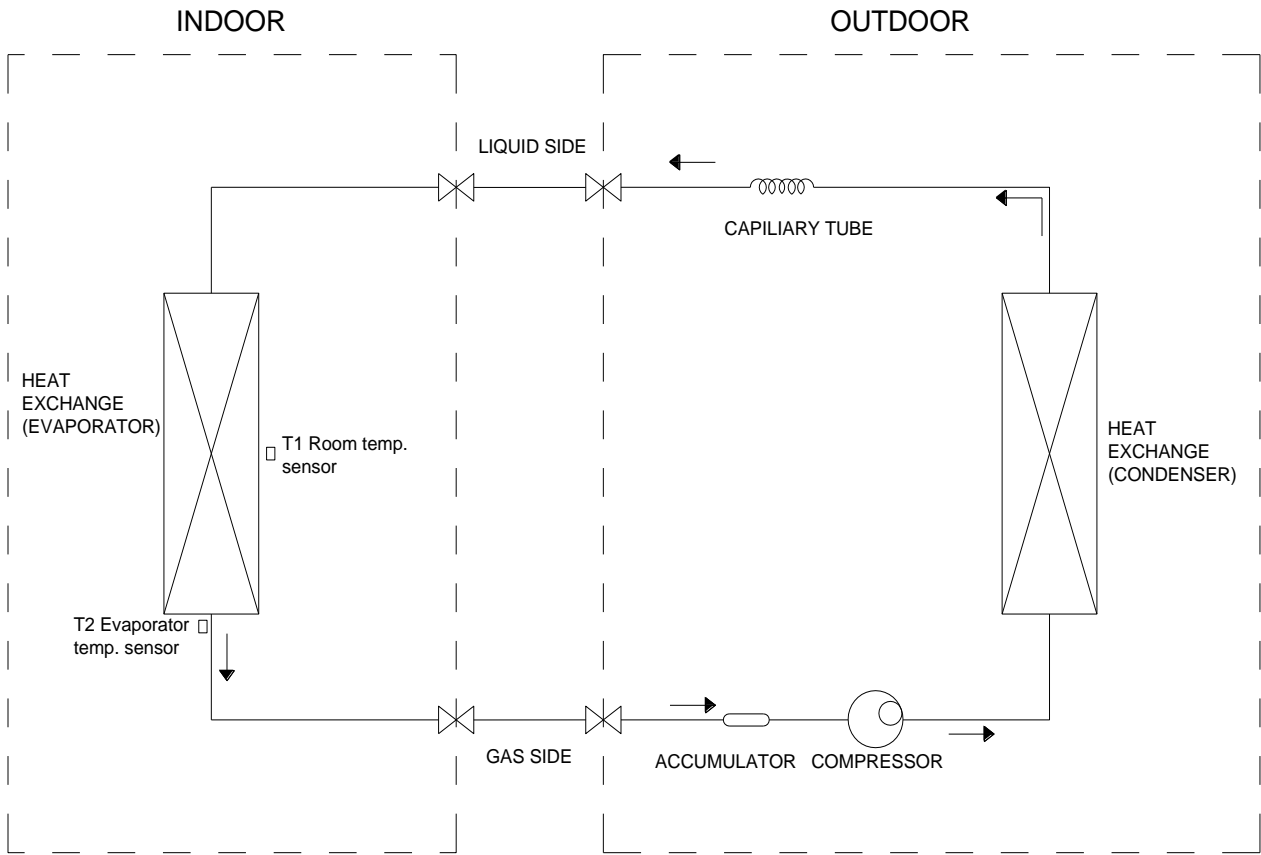 INDOOR
OUTDOOR
LIQUID SIDE
CAPILIARY TUBE
HEAT
EXCHANGE
(EVAPORATOR)
T1 Room temp.
sensor
HEAT
EXCHANGE
(CONDENSER)
T2 Evaporator
temp. sensor
GAS SIDE
ACCUMULATOR
COMPRESSOR